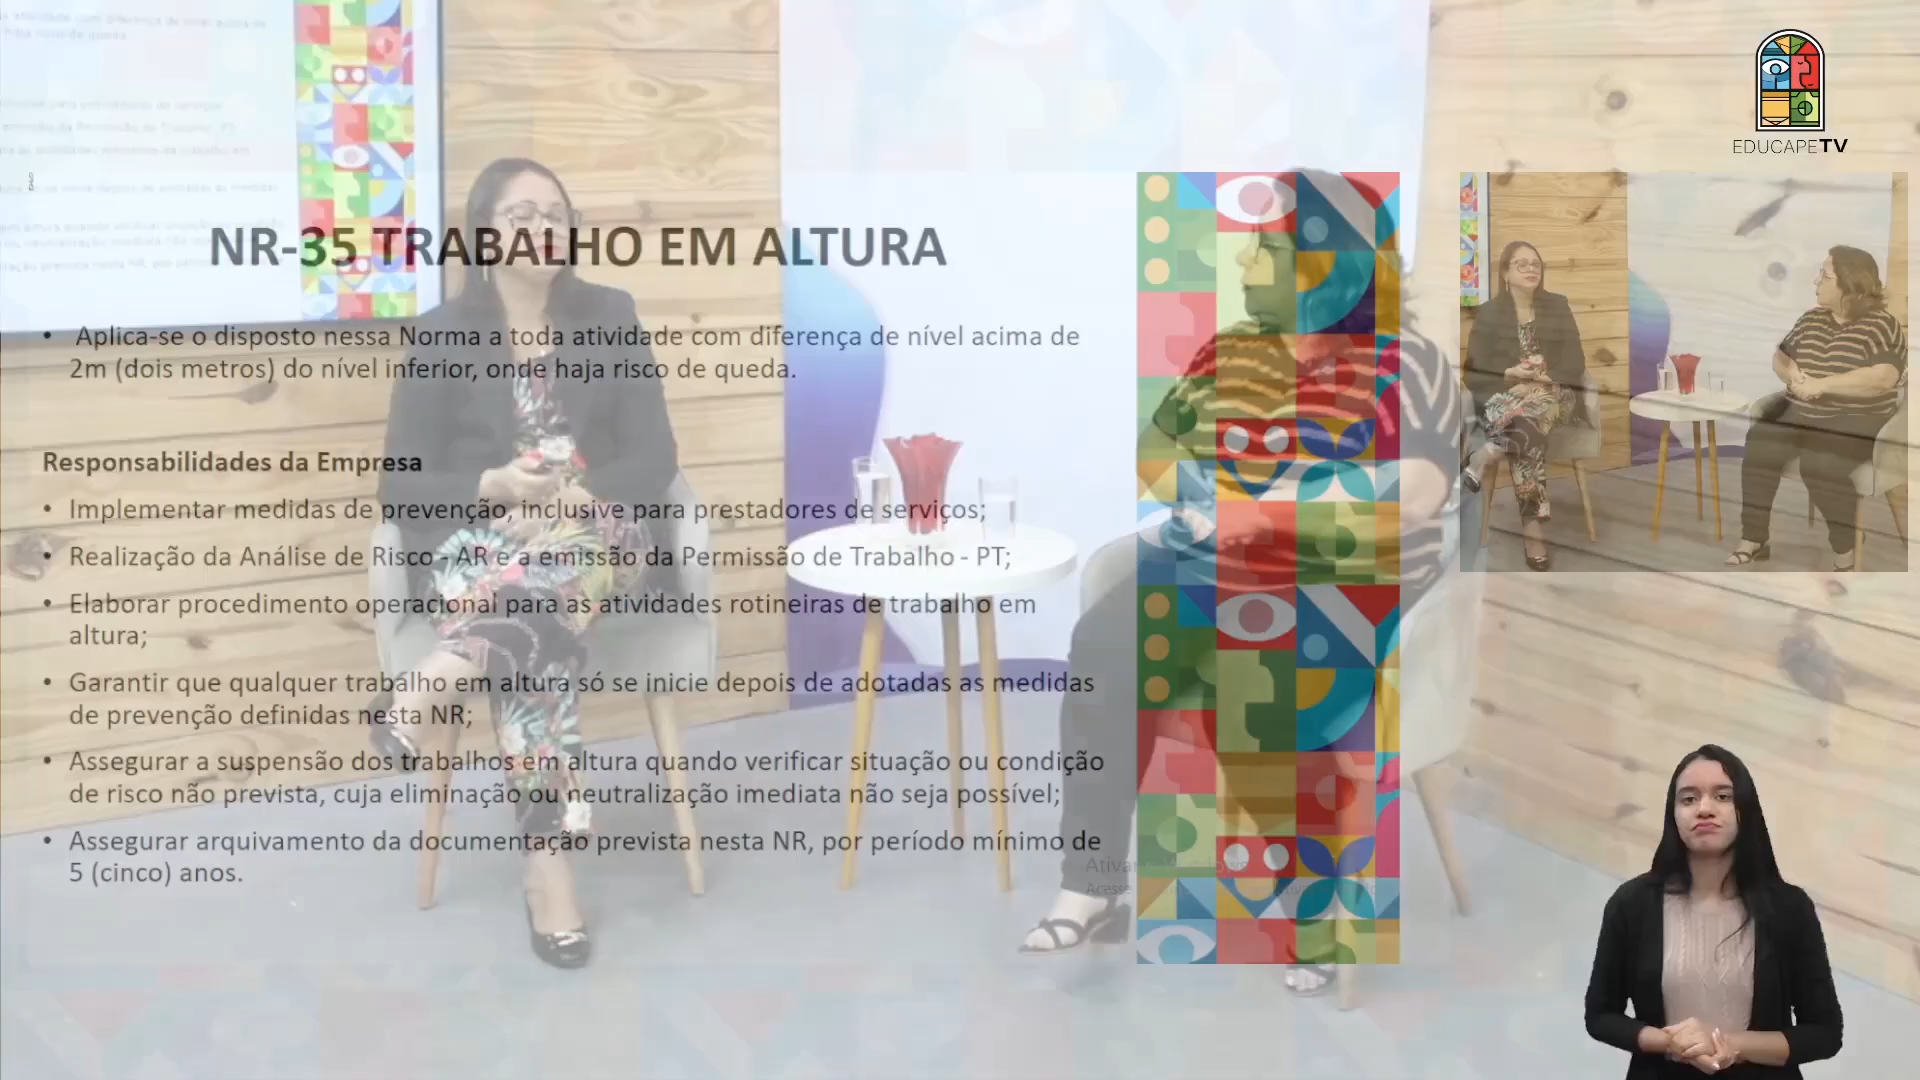 EDUCAPETV
NR-35 TRABALHO EM ALTURA
• Aplica-se o disposto nessa Norma a toda atividade com diferença de nível acima de
2m (dois metros) do nível inferior, onde haja risco de queda.
Responsabilidades da Empresa
• Implementar medidas de prevenção, inclusive para prestadores de serviços;
• Realização da Análise de Risco - AR e a emissão da Permissão de Trabalho - PT;
• Elaborar procedimento operacional para as atividades rotineiras de trabalho em
altura;
• Garantir que qualquer trabalho em altura só se inicie depois de adotadas as medidas
de prevenção definidas nesta NR;
• Assegurar a suspensão dos trabalhos em altura quando verificar situação ou condição
de risco não prevista, cuja eliminação ou neutralização imediata não seja possível;
• Assegurar arquivamento da documentação prevista nesta NR, por período mínimo de
5 (cinco) anos.